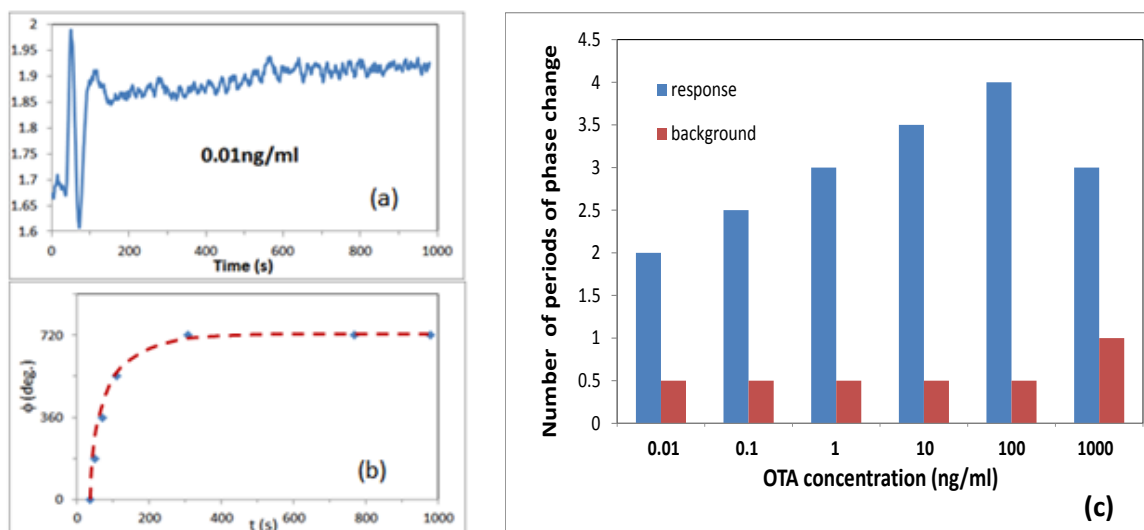 2
1.9
1.85
1.8
1.7
1.7
1.65
1.6
0.01ng/ml
(a)
0 200 400 600 800 1000
Time (s)
720
360
0
ϕ (deg.)
(b)
0 200 400 600 800 1000
t (s)
4.5
4
3.5
3
2.5
2
1.5
1
0.5
0
Number of periods of phase change
response
background
0.01 0.1 1 10 100 1000
OTA concentration (ng/ml)
(c)